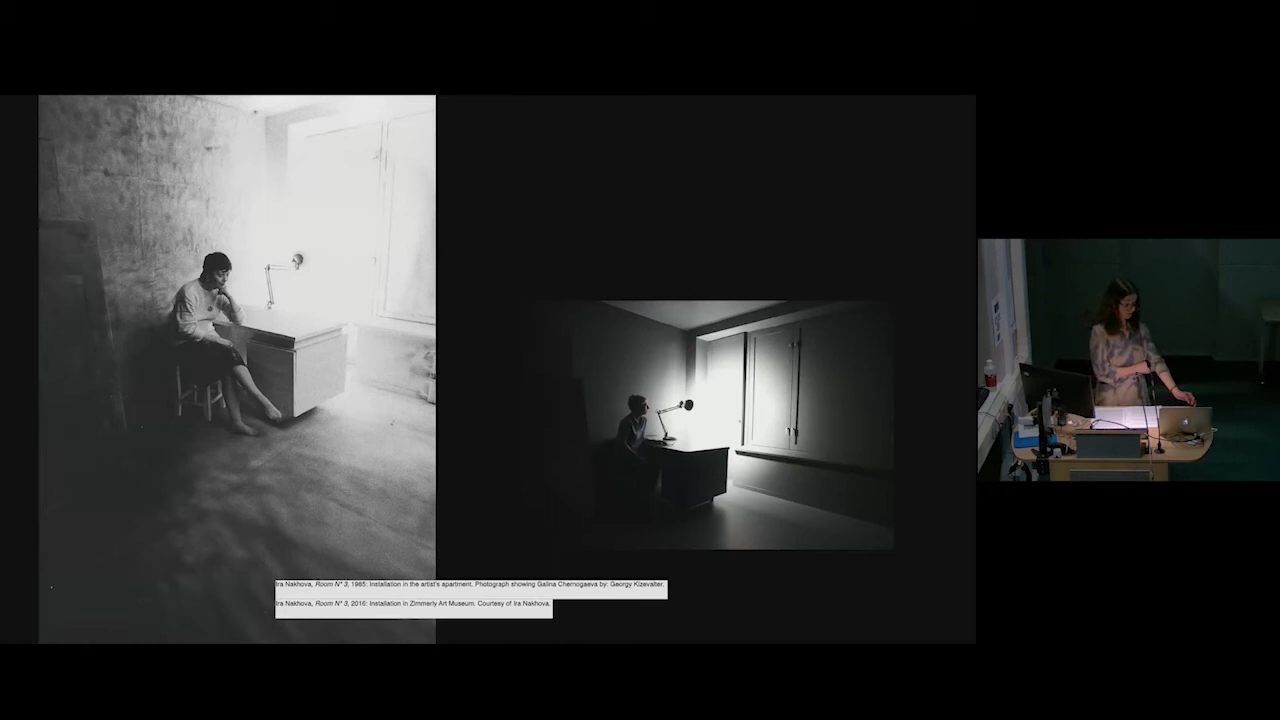 Ira Nakhova, Room N° 3, 1985: Installation in the artist's apartment. Photograph showing Galina Chernogaeva by: Georgy Kizevalter.
Ira Nakhova, Room N° 3, 2016: Installation in Zimmerly Art Museum. Courtesy of Ira Nakhova.